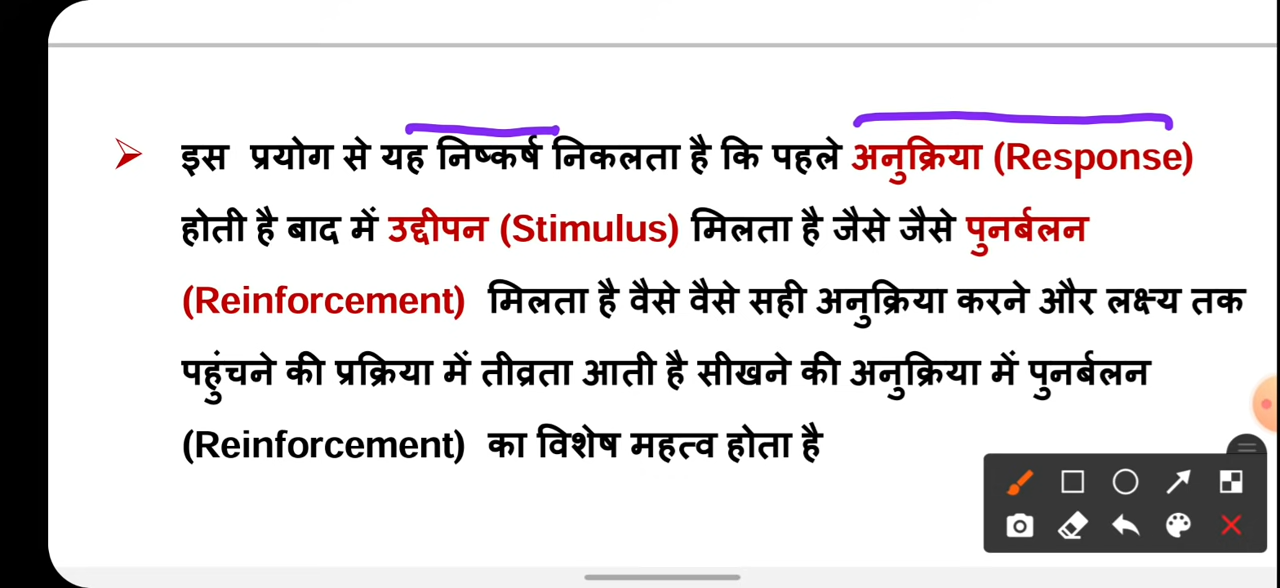 इस प्रयोग से यह निष्कर्ष निकलता है कि पहले अनुक्रिया (Response)
होती है बाद में उद्दीपन (Stimulus) मिलता है जैसे जैसे पुनर्बलन
(Reinforcement) मिलता है वैसे वैसे सही अनुक्रिया करने और लक्ष्य तक
पहुंचने की प्रक्रिया में तीव्रता आती है सीखने की अनुक्रिया में पुनर्बलन
(Reinforcement) का विशेष महत्व होता है